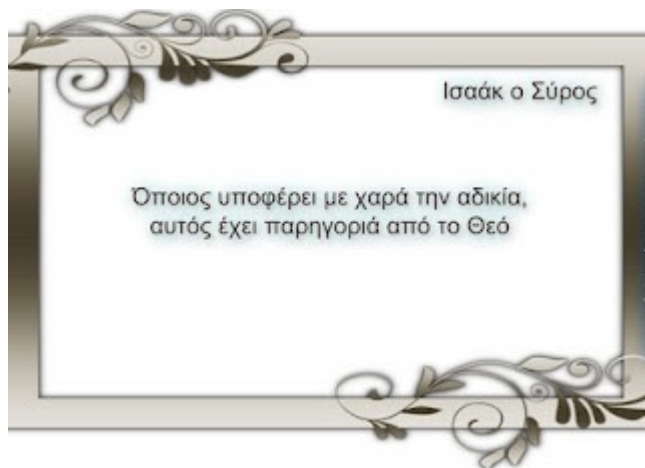 Ισαάκ ο Σύρος
Όποιος υποφέρει με χαρά την αδικία,
αυτός έχει παρηγοριά από το Θεό